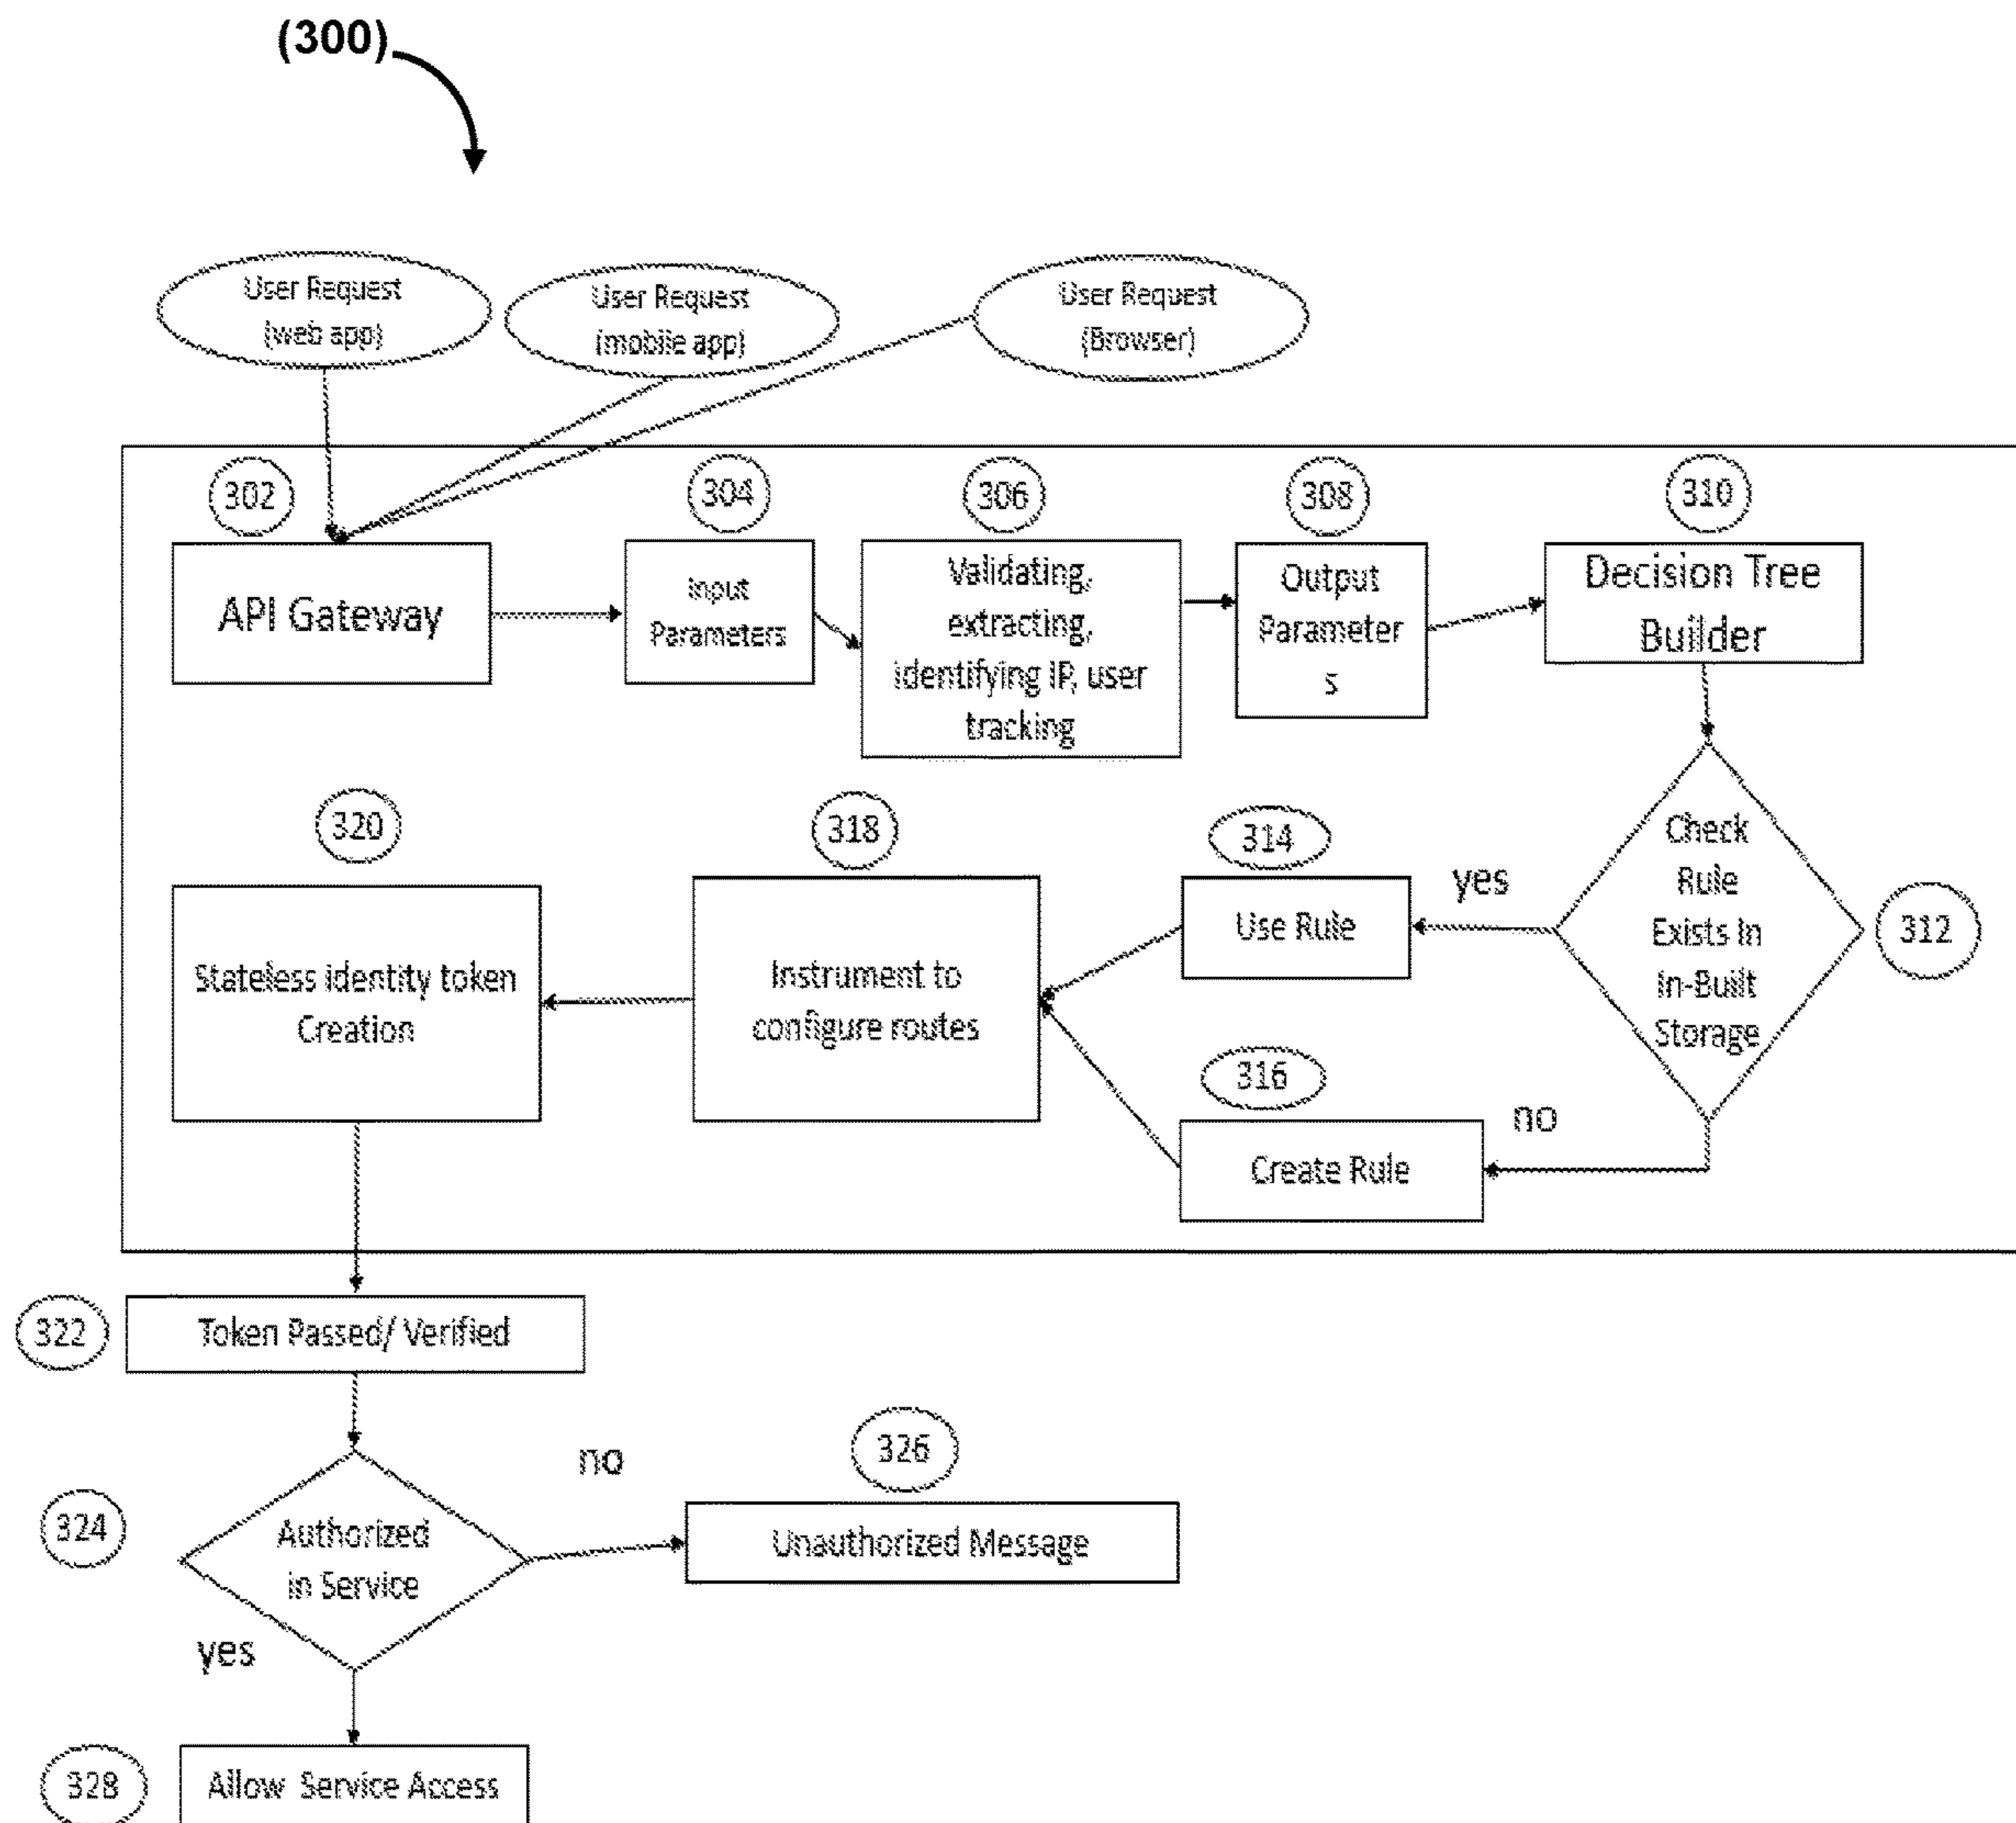 (300)
User Request
(web app)
User Request
(mobile app)
User Request
(Browser)
302
304
306
308
310
API Gateway
Input
Parameters
Validating,
extracting,
identifying IP, user
tracking
Output
Parameter
s
Decision Tree
Builder
320
318
314
Check
Rule
Exists In
In-Built
Storage
312
yes
Use Rule
Stateless identity token
Creation
Instrument to
configure routes
316
no
Create Rule
322
Token Passed/ Verified
324
Authorized
in Service
no
326
Unauthorized Message
yes
328
Allow Service Access